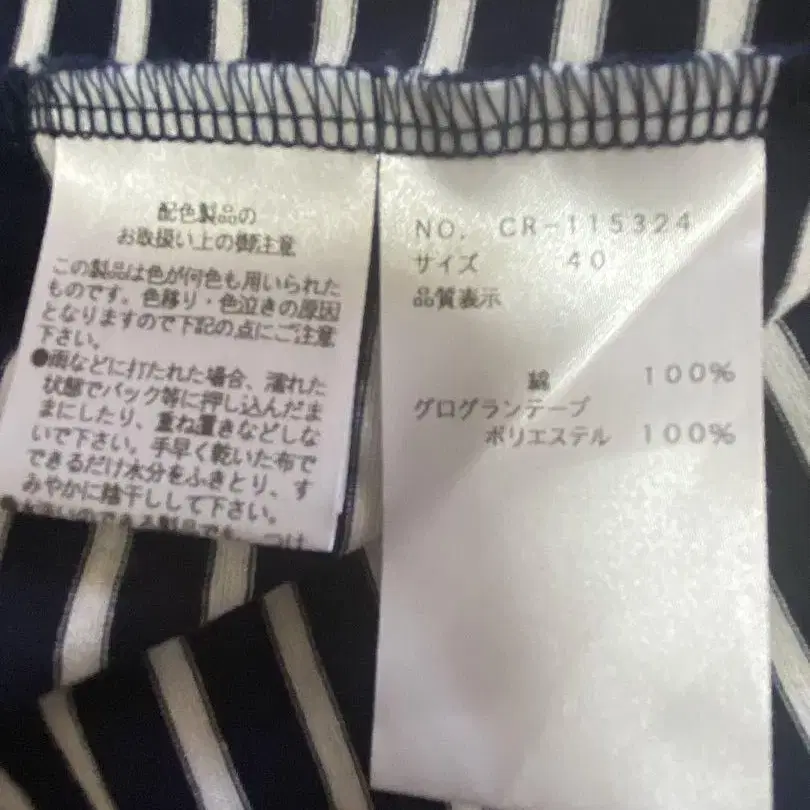 配色製品の
お取扱い上の御注意
この製品は色が何色も用いられた
ものです。色移り・色泣きの原因
となりますので下記の点にご注意
下さい。
●雨などに打たれた場合、濡れた
状態でバック等に押し込んだま
まにしたり、重ね置きなどしな
いで下さい。手早く乾いた布で
できるだけ水分をふきとり、す
みやかに陰干しして下さい。
NO. CR-115324
サイズ 40
品質表示
綿 100%
グログランテープ
ポリエステル 100%